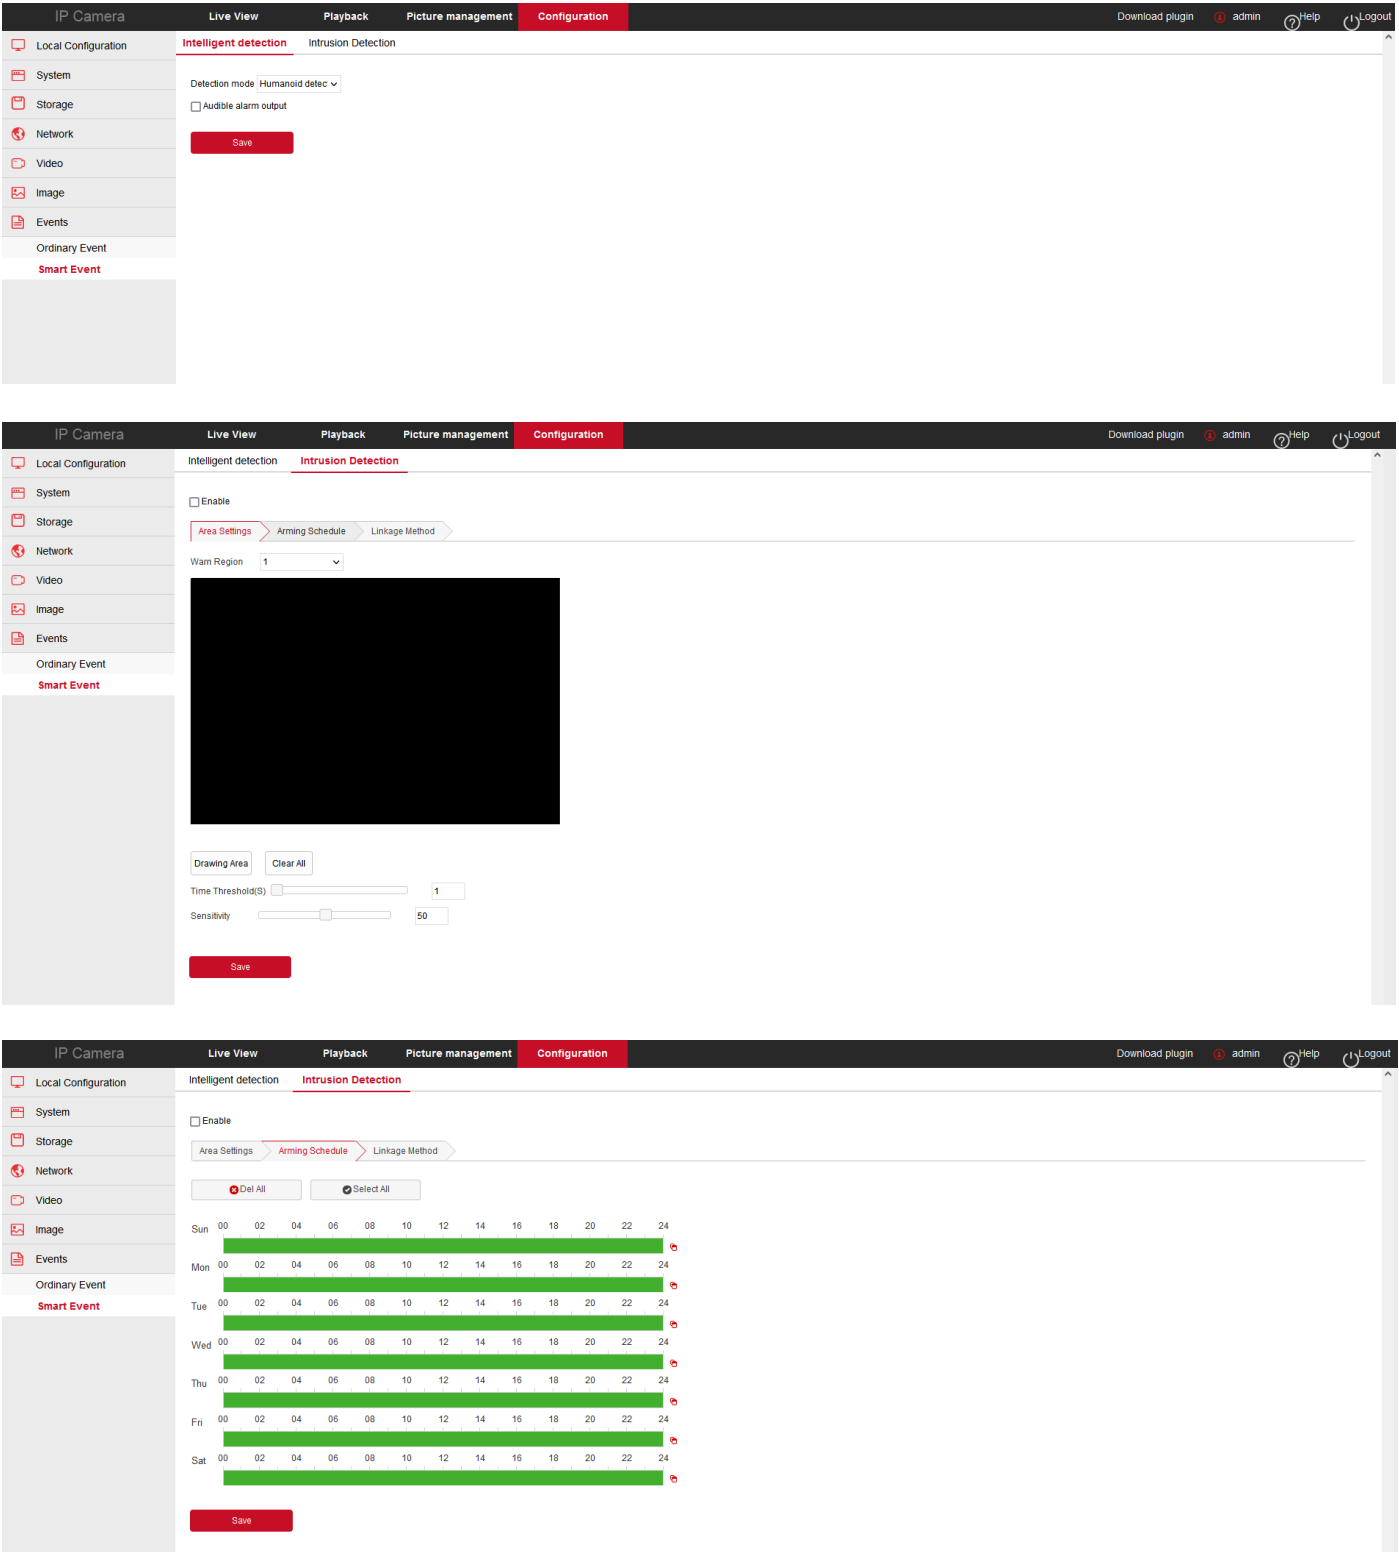 IP Camera Live View Playback Picture management Configuration Download plugin admin Help Logout
Local Configuration Intelligent detection Intrusion Detection
System
Detection mode Humanoid detec
Storage Audible alarm output
Network
Save
Video
Image
Events
Ordinary Event
Smart Event
IP Camera Live View Playback Picture management Configuration Download plugin admin Help Logout
Local Configuration Intelligent detection Intrusion Detection
System
Enable
Storage
Area Settings Arming Schedule Linkage Method
Network
Warn Region 1
Video
Image
Events
Ordinary Event
Smart Event
Drawing Area Clear All
Time Threshold(S) 1
Sensitivity 50
Save
IP Camera Live View Playback Picture management Configuration Download plugin admin Help Logout
Local Configuration Intelligent detection Intrusion Detection
System
Enable
Storage
Area Settings Arming Schedule Linkage Method
Network
Del All Select All
Video
Image
Events
Ordinary Event
Smart Event
Sun 00 02 04 06 08 10 12 14 16 18 20 22 24
Mon 00 02 04 06 08 10 12 14 16 18 20 22 24
Tue 00 02 04 06 08 10 12 14 16 18 20 22 24
Wed 00 02 04 06 08 10 12 14 16 18 20 22 24
Thu 00 02 04 06 08 10 12 14 16 18 20 22 24
Fri 00 02 04 06 08 10 12 14 16 18 20 22 24
Sat 00 02 04 06 08 10 12 14 16 18 20 22 24
Save